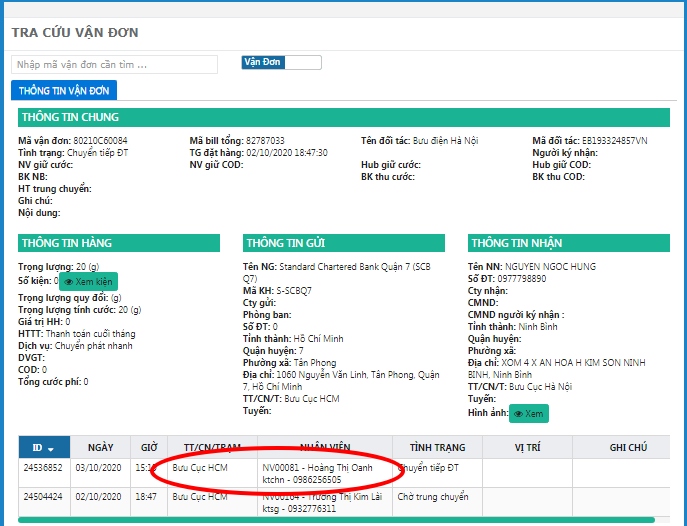 TRA CỨU VẬN ĐƠN
Nhập mã vận đơn cần tìm ...
Vận Đơn
THÔNG TIN VẬN ĐƠN
THÔNG TIN CHUNG
Mã vận đơn: 80210C60084
Mã bill tổng: 82787033
Tên đối tác: Bưu điện Hà Nội
Mã đối tác: EB193324857VN
Tình trạng: Chuyển tiếp ĐT
TG đặt hàng: 02/10/2020 18:47:30
Người ký nhận:
NV giữ cước:
NV giữ COD:
Hub giữ cước:
Hub giữ COD:
BK NB:
BK thu cước:
BK thu COD:
HT trung chuyển:
Ghi chú:
Nội dung:
THÔNG TIN HÀNG
Trọng lượng: 20 (g)
Số kiện: 0 Xem kiện
Trọng lượng quy đổi: (g)
Trọng lượng tính cước: 20 (g)
Giá trị HH: 0
HTTT: Thanh toán cuối tháng
Dịch vụ: Chuyển phát nhanh
DVGT:
COD: 0
Tổng cước phí: 0
THÔNG TIN GỬI
Tên NG: Standard Chartered Bank Quận 7 (SCB
Q7)
Mã KH: S-SCBQ7
Cty gửi:
Phòng ban:
Số ĐT: 0
Tỉnh thành: Hồ Chí Minh
Quận huyện: 7
Phường xã: Tân Phong
Địa chỉ: 1060 Nguyễn Văn Linh, Tân Phong, Quận
7, Hồ Chí Minh
TT/CN/T: Bưu Cục HCM
Tuyến:
THÔNG TIN NHẬN
Tên NN: NGUYEN NGOC HUNG
Số ĐT: 0977798890
Cty nhận:
CMND:
CMND người ký nhận :
Tỉnh thành: Ninh Bình
Quận huyện:
Phường xã:
Địa chỉ: XOM 4 X AN HOA H KIM SON NINH
BINH, Ninh Bình
TT/CN/T: Bưu Cục Hà Nội
Tuyến:
Hình ảnh: Xem
ID NGÀY GIỜ TT/CN/TRẠM NHÂN VIÊN TÌNH TRẠNG VỊ TRÍ GHI CHÚ
24536852 03/10/2020 Bưu Cục HCM NV00081 - Hoàng Thị Oanh Chuyển tiếp ĐT
ktchn - 0986256505
24504424 02/10/2020 18:47 Bưu Cục HCM NV00164 - Trương Thị Kim Lài Chờ trung chuyển
ktsg - 0932776311